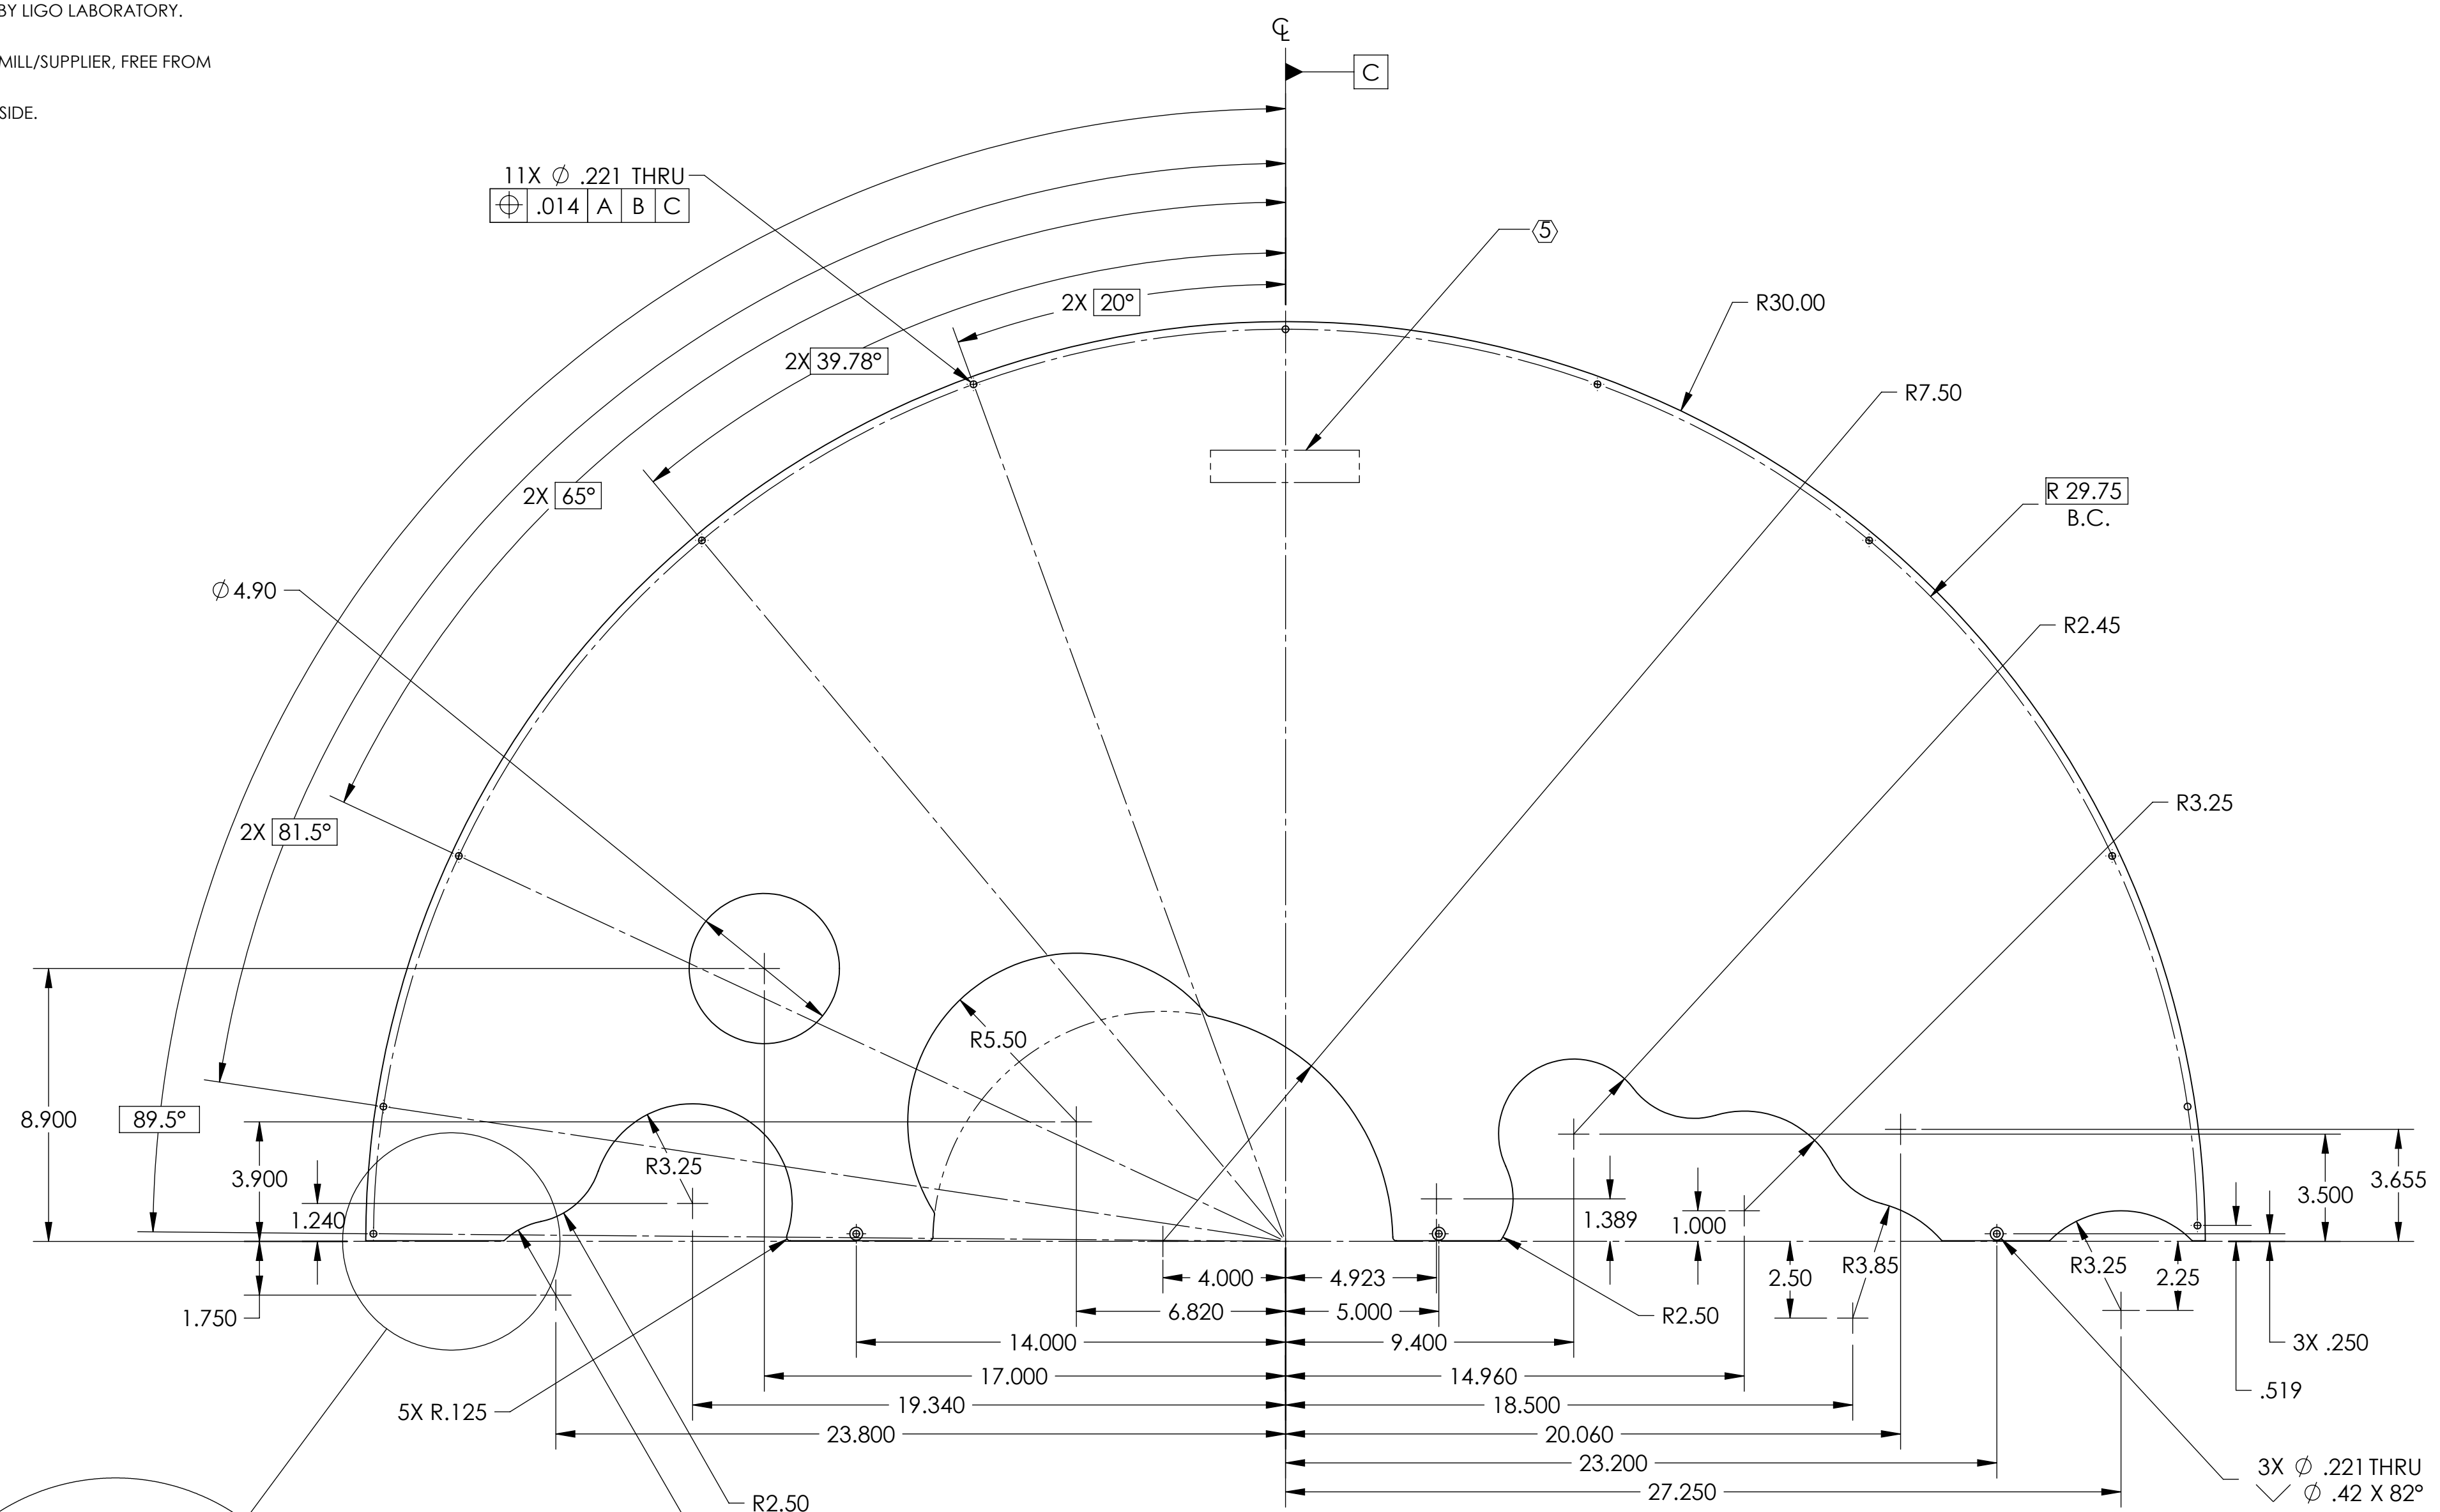 BY LIGO LABORATORY.
MILL/SUPPLIER, FREE FROM
SIDE.
℄
C
11X ∅ .221 THRU
⌖ .014 A B C
5
2X 20°
R30.00
2X 39.78°
R7.50
2X 65°
R 29.75
B.C.
∅ 4.90
R2.45
R3.25
2X 81.5°
R5.50
8.900
89.5°
3.900
R3.25
1.240
1.389
1.000
3.500
3.655
1.750
4.000
4.923
2.50
R3.85
R3.25
2.25
6.820
5.000
R2.50
14.000
9.400
3X .250
17.000
14.960
.519
5X R.125
19.340
18.500
23.800
20.060
23.200
3X ∅ .221 THRU
⌵ ∅ .42 X 82°
27.250
R2.50